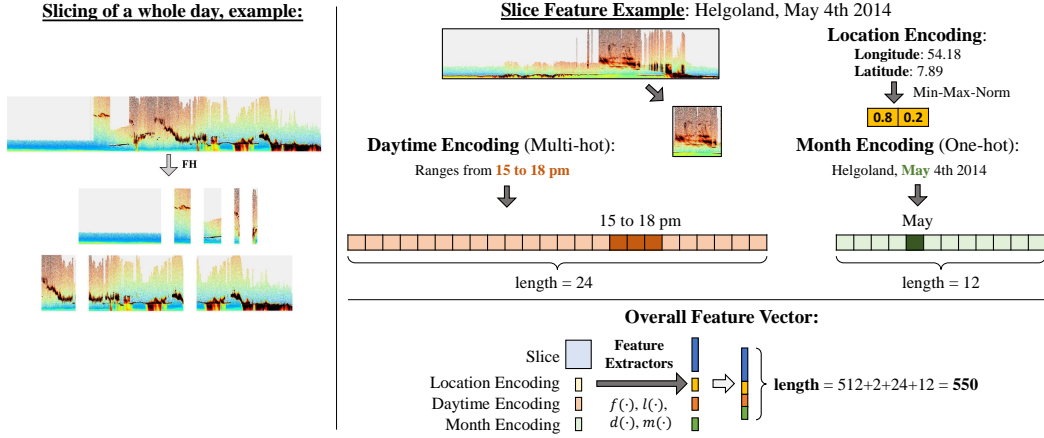 Slicing of a whole day, example:
FH
Slice Feature Example: Helgoland, May 4th 2014
Location Encoding:
Longitude: 54.18
Latitude: 7.89
Min-Max-Norm
0.8 0.2
Daytime Encoding (Multi-hot):
Ranges from 15 to 18 pm
15 to 18 pm
length = 24
Month Encoding (One-hot):
Helgoland, May 4th 2014
May
length = 12
Overall Feature Vector:
Slice
Location Encoding
Daytime Encoding
Month Encoding
Feature
Extractors
f(·), l(·),
d(·), m(·)
length = 512+2+24+12 = 550